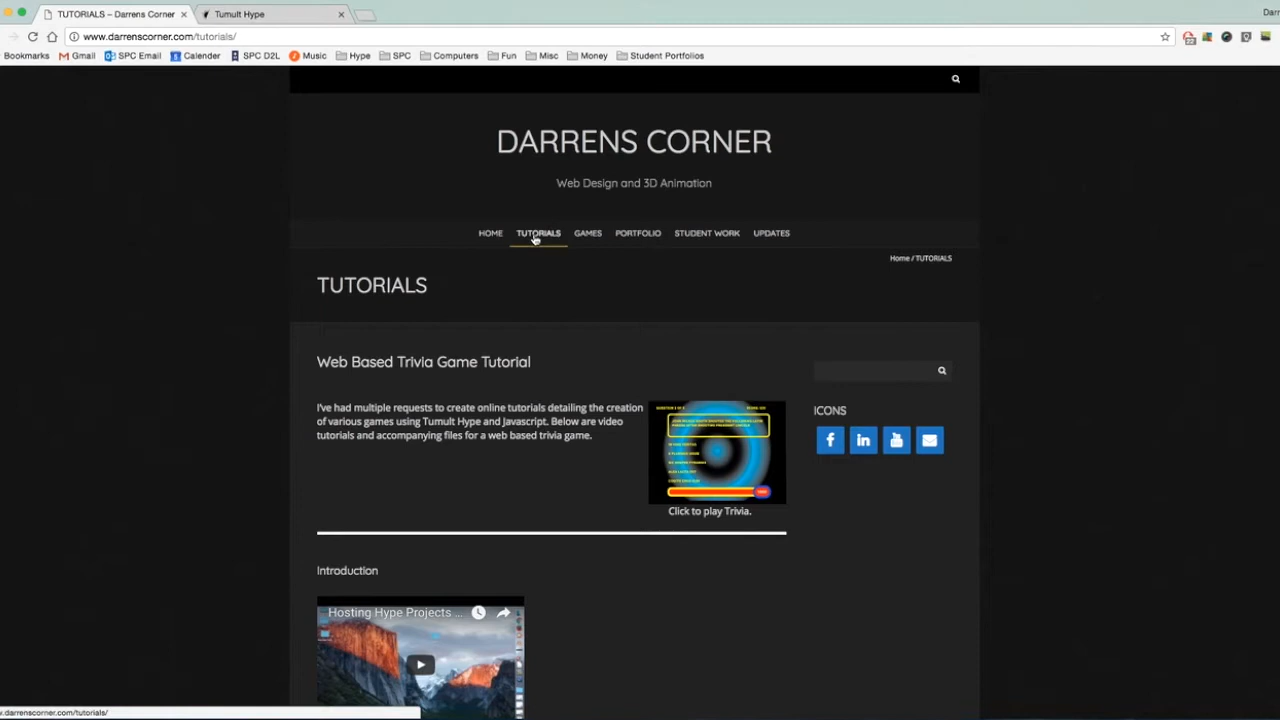 TUTORIALS – Darrens Corner
Tumult Hype
Darr
www.darrenscorner.com/tutorials/
Bookmarks Gmail SPC Email Calender SPC D2L Music Hype SPC Computers Fun Misc Money Student Portfolios
DARRENS CORNER
Web Design and 3D Animation
HOME TUTORIALS GAMES PORTFOLIO STUDENT WORK UPDATES
Home / TUTORIALS
TUTORIALS
Web Based Trivia Game Tutorial
I've had multiple requests to create online tutorials detailing the creation
of various games using Tumult Hype and Javascript. Below are video
tutorials and accompanying files for a web based trivia game.
Click to play Trivia.
ICONS
Introduction
Hosting Hype Projects ...
w.darrenscorner.com/tutorials/